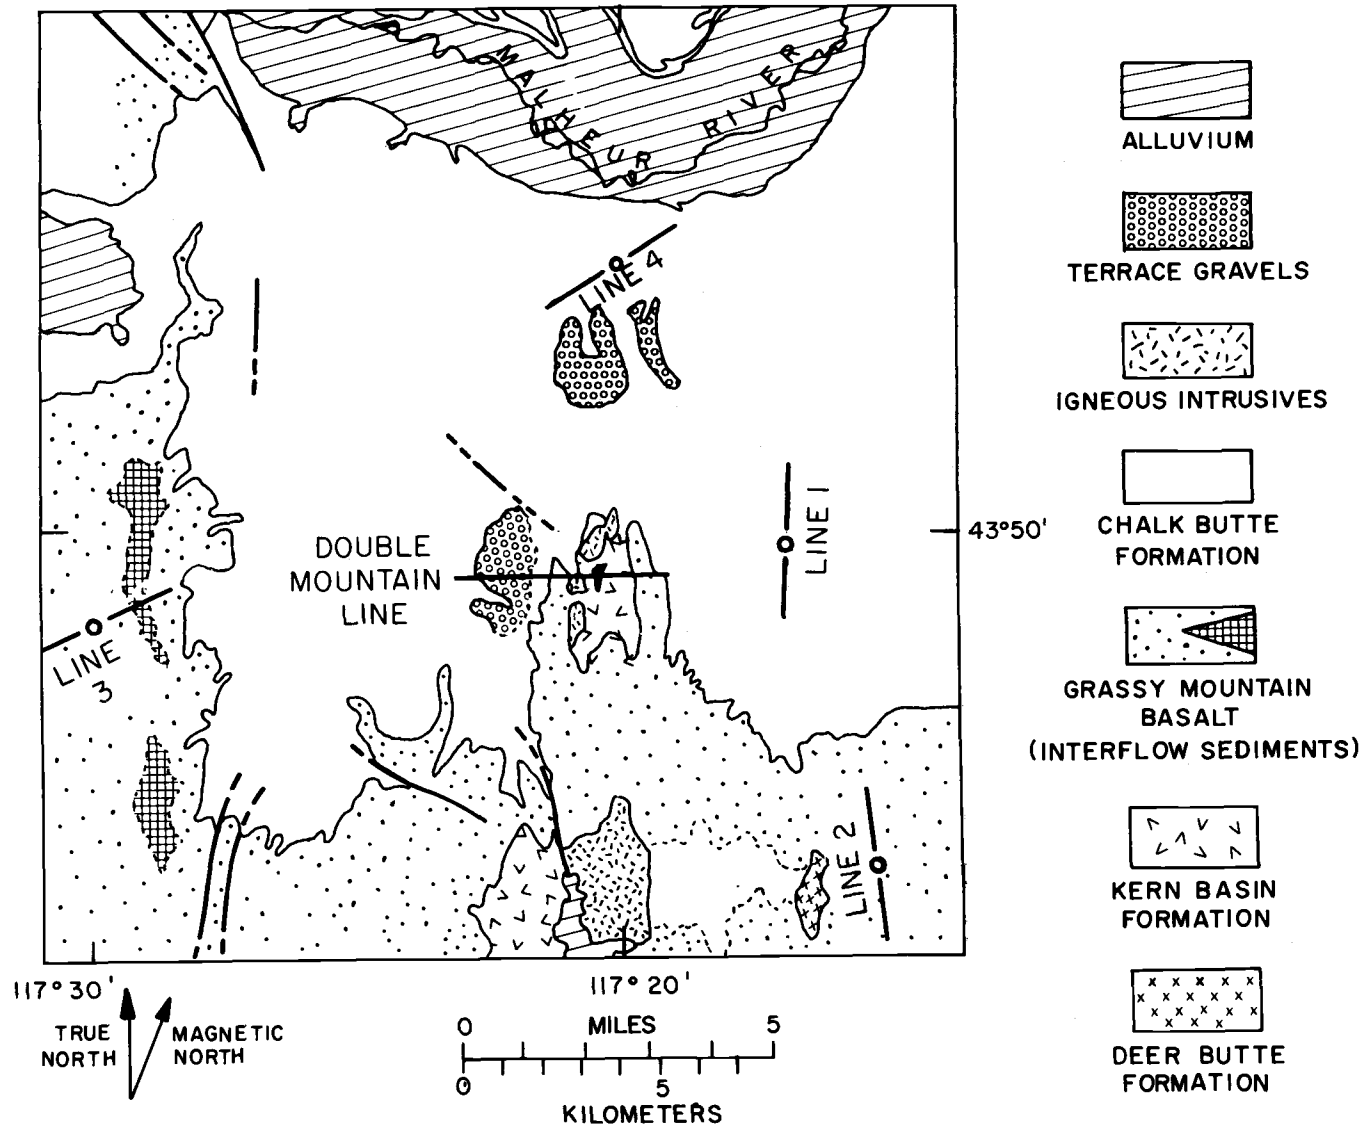 MALHEUR RIVER
LINE 4
43°50'
LINE 1
DOUBLE
MOUNTAIN
LINE
LINE
3
LINE 2
117°30'
117°20'
TRUE
NORTH
MAGNETIC
NORTH
0 MILES 5
0 5
KILOMETERS
ALLUVIUM
TERRACE GRAVELS
IGNEOUS INTRUSIVES
CHALK BUTTE
FORMATION
GRASSY MOUNTAIN
BASALT
(INTERFLOW SEDIMENTS)
KERN BASIN
FORMATION
DEER BUTTE
FORMATION